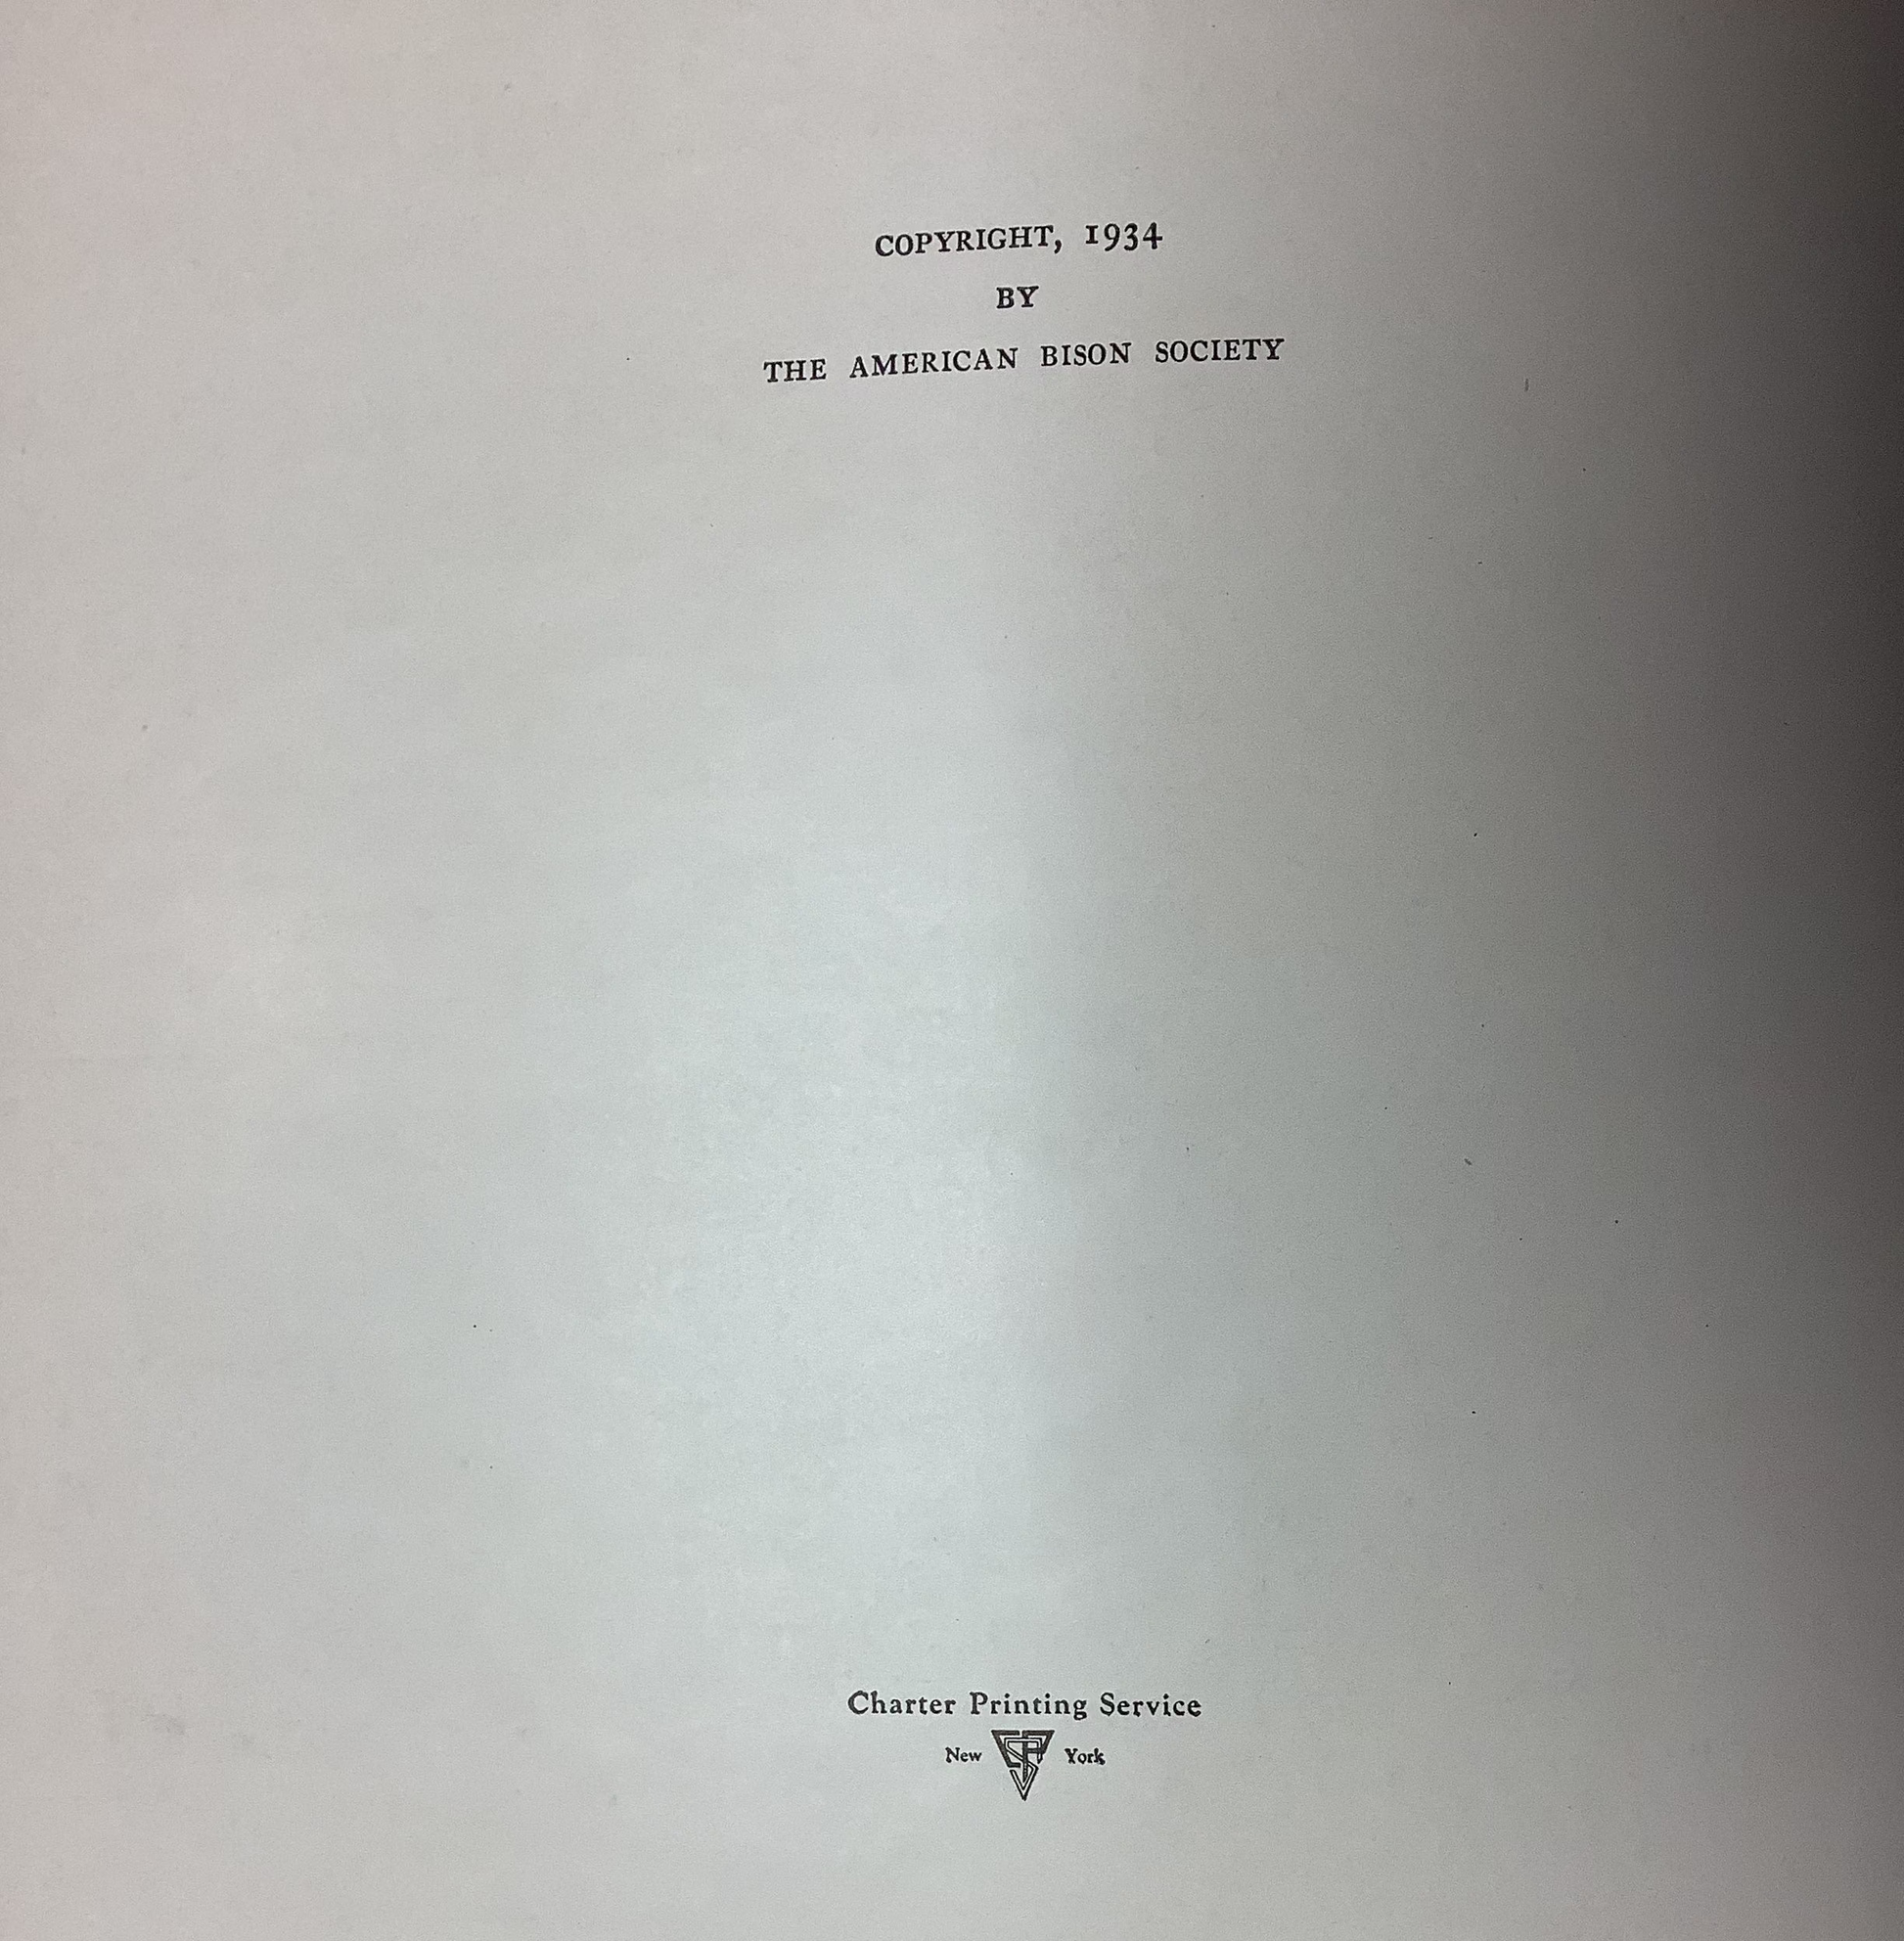 COPYRIGHT, 1934
BY
THE AMERICAN BISON SOCIETY
Charter Printing Service
New York